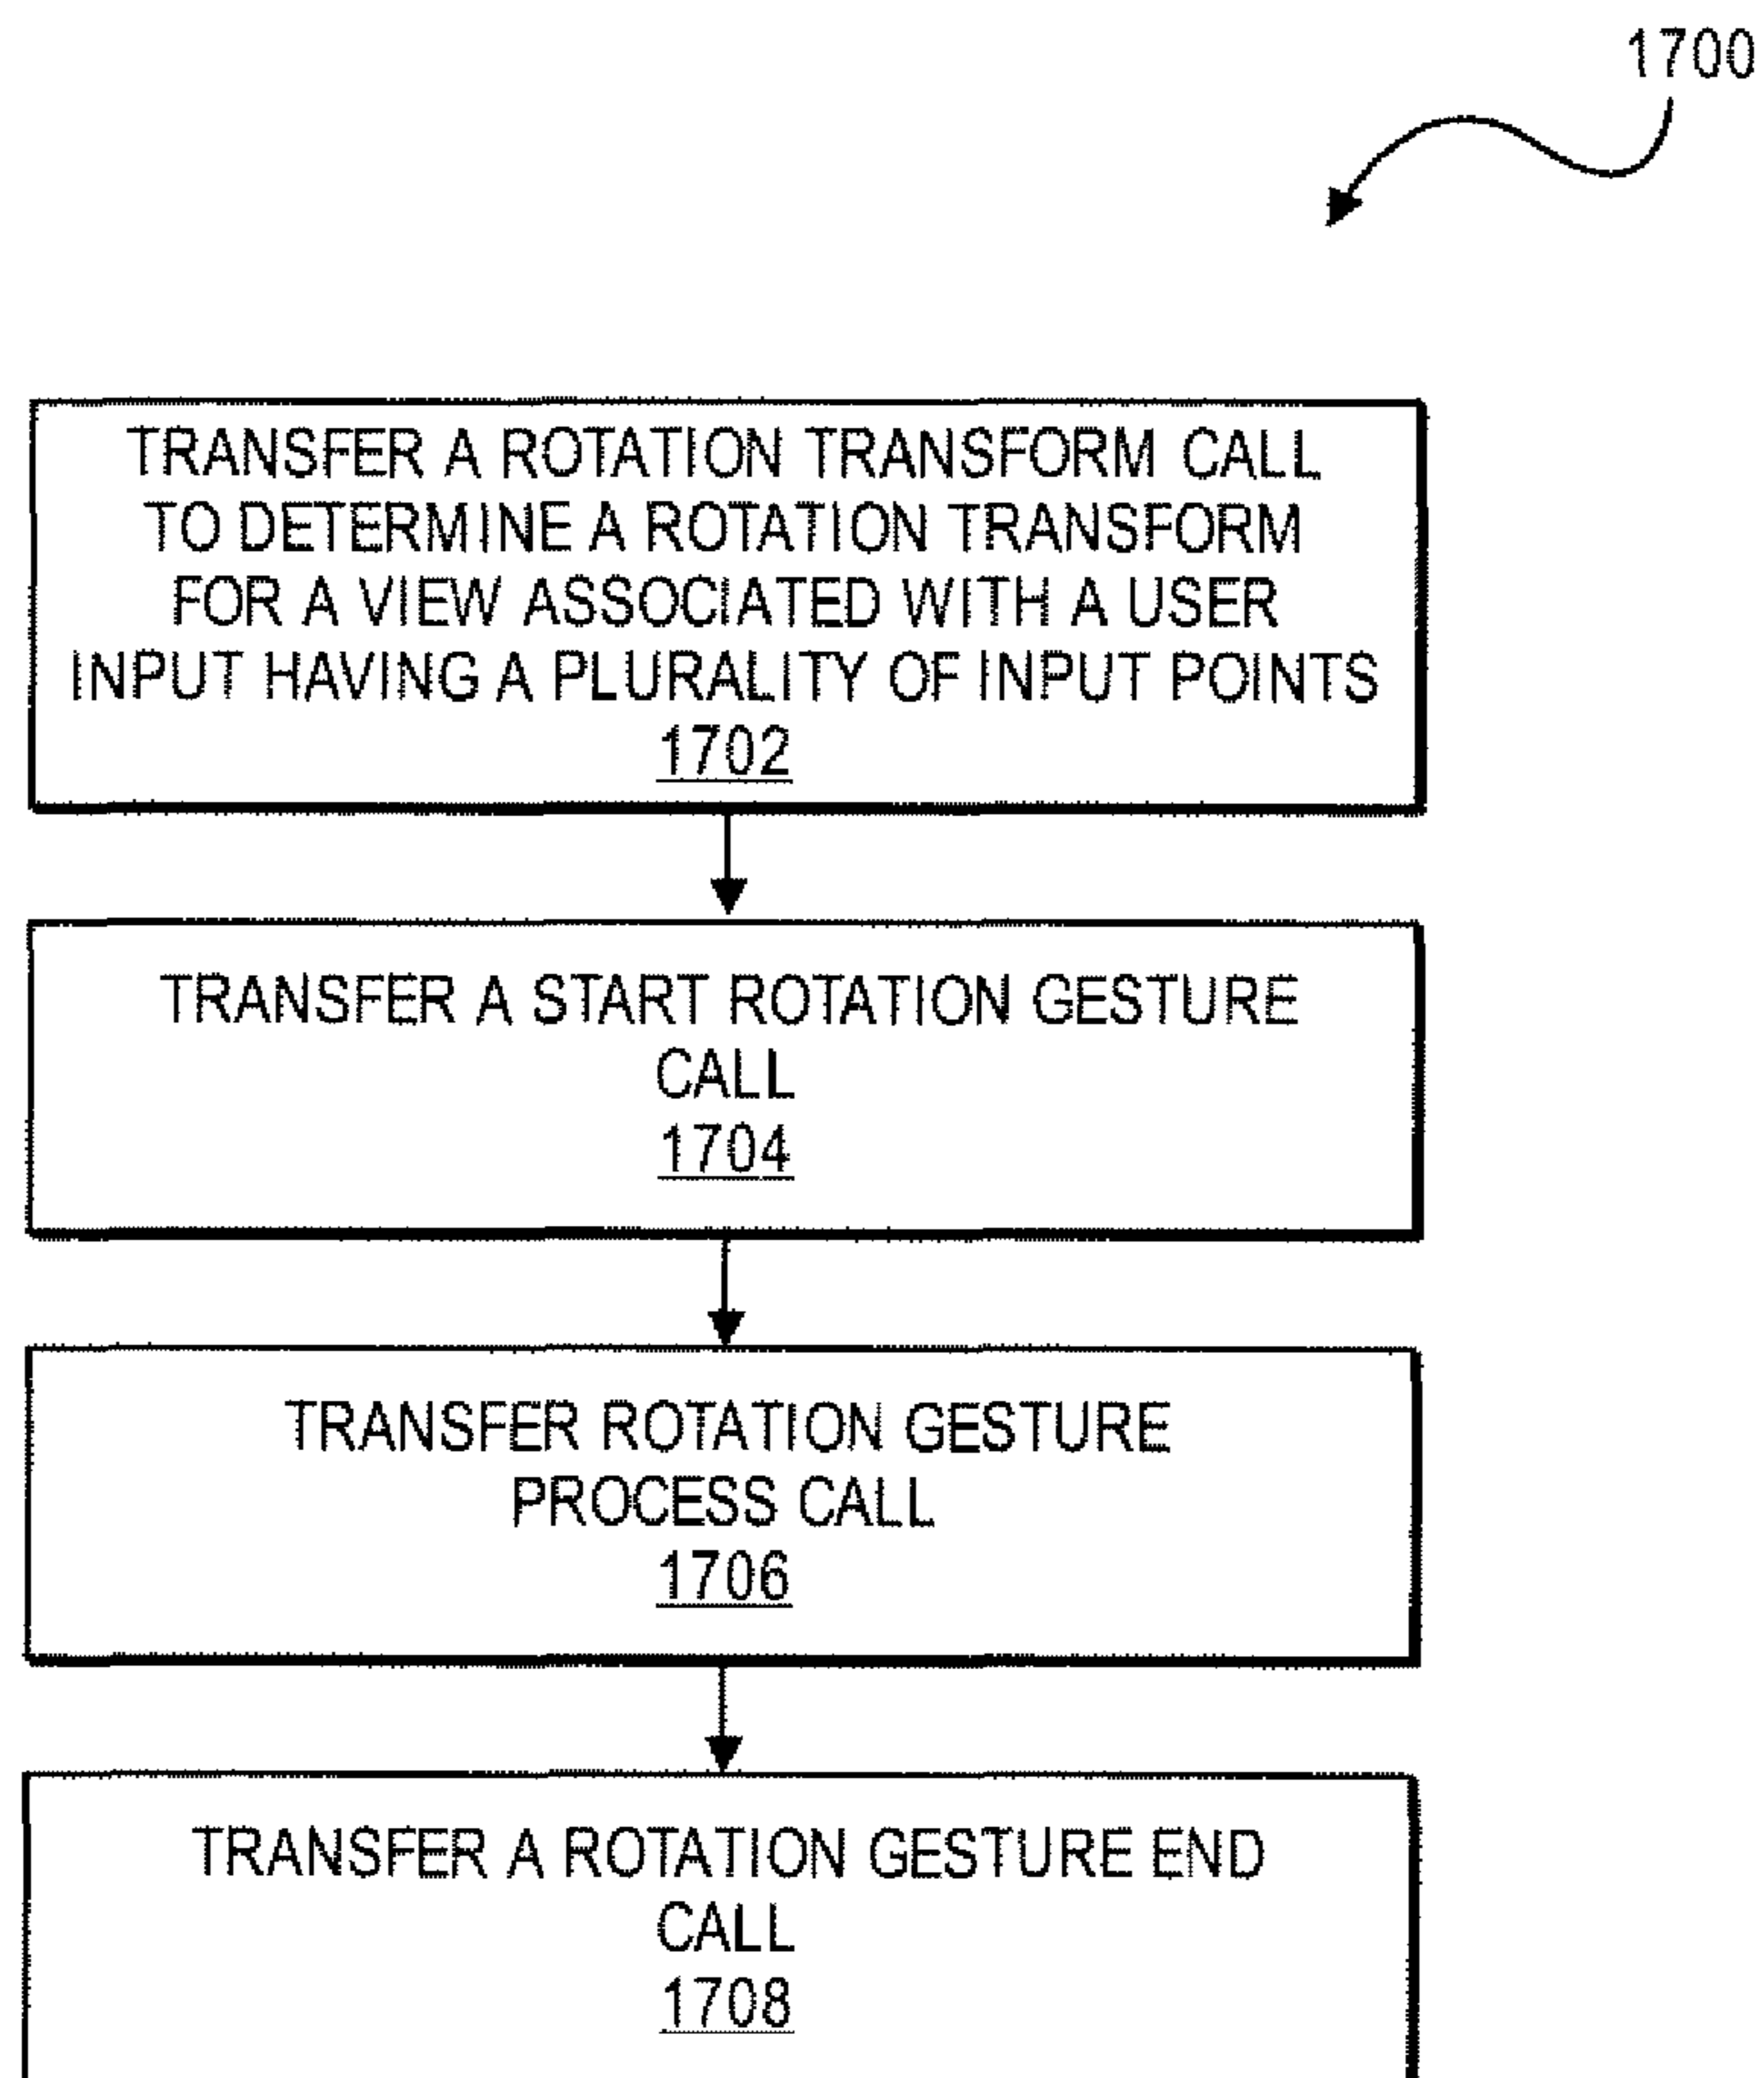 1700
TRANSFER A ROTATION TRANSFORM CALL
TO DETERMINE A ROTATION TRANSFORM
FOR A VIEW ASSOCIATED WITH A USER
INPUT HAVING A PLURALITY OF INPUT POINTS
1702
TRANSFER A START ROTATION GESTURE
CALL
1704
TRANSFER ROTATION GESTURE
PROCESS CALL
1706
TRANSFER A ROTATION GESTURE END
CALL
1708